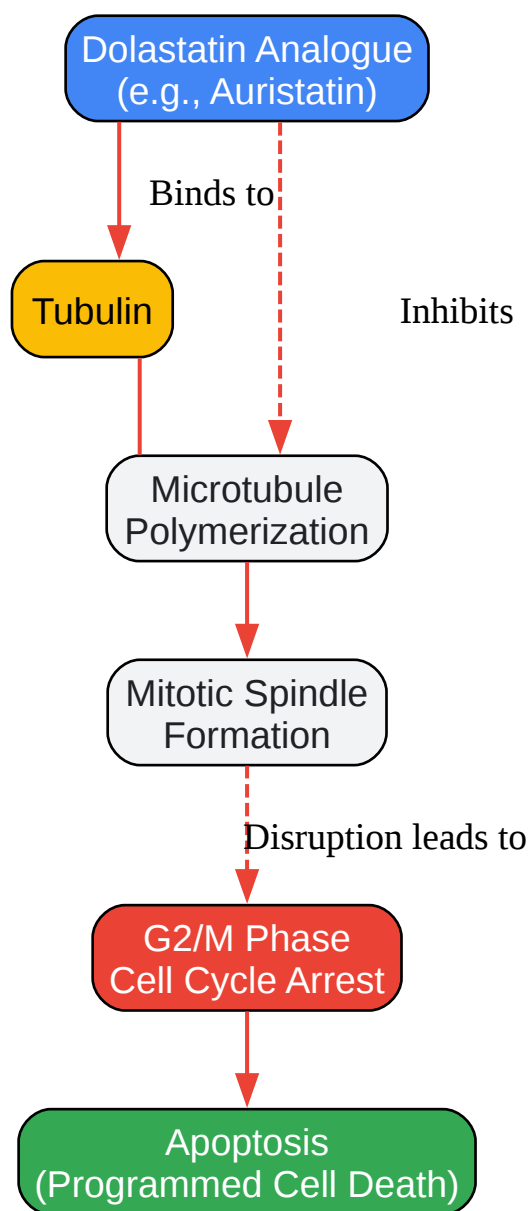 Dolastatin Analogue
(e.g., Auristatin)
Binds to
Tubulin
Inhibits
Microtubule
Polymerization
Mitotic Spindle
Formation
Disruption leads to
G2/M Phase
Cell Cycle Arrest
Apoptosis
(Programmed Cell Death)